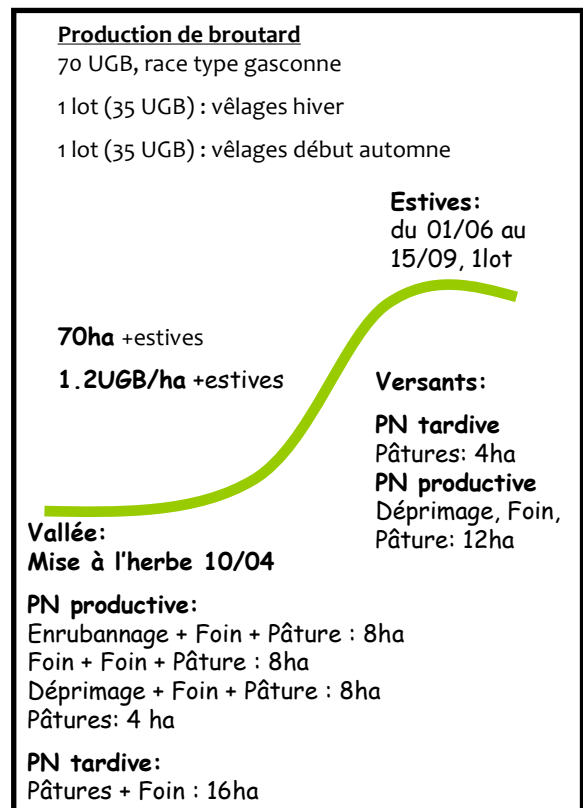 Production de broutard
70 UGB, race type gasconne
1 lot (35 UGB) : vêlages hiver
1 lot (35 UGB) : vêlages début automne
Estives:
du 01/06 au
15/09, 1lot
70ha +estives
1.2UGB/ha +estives
Versants:
PN tardive
Pâtures: 4ha
PN productive
Déprimage, Foin,
Pâture: 12ha
Vallée:
Mise à l'herbe 10/04
PN productive:
Enrubannage + Foin + Pâture : 8ha
Foin + Foin + Pâture : 8ha
Déprimage + Foin + Pâture : 8ha
Pâtures: 4 ha
PN tardive:
Pâtures + Foin : 16ha